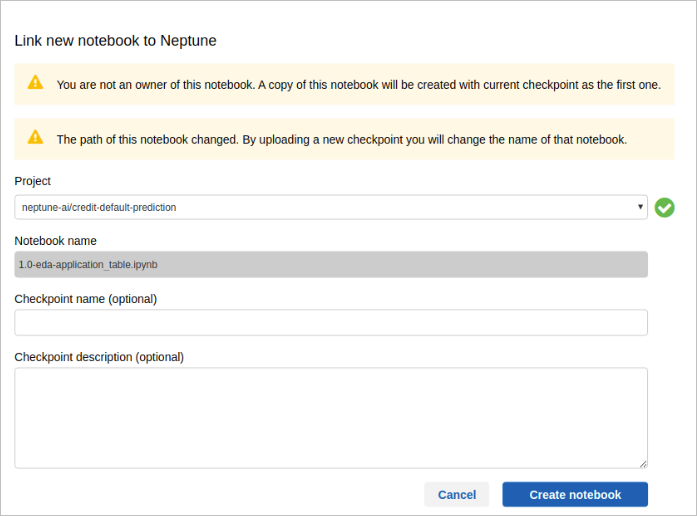 Link new notebook to Neptune
You are not an owner of this notebook. A copy of this notebook will be created with current checkpoint as the first one.
The path of this notebook changed. By uploading a new checkpoint you will change the name of that notebook.
Project
neptune-ai/credit-default-prediction
Notebook name
1.0-eda-application_table.ipynb
Checkpoint name (optional)
Checkpoint description (optional)
Cancel Create notebook